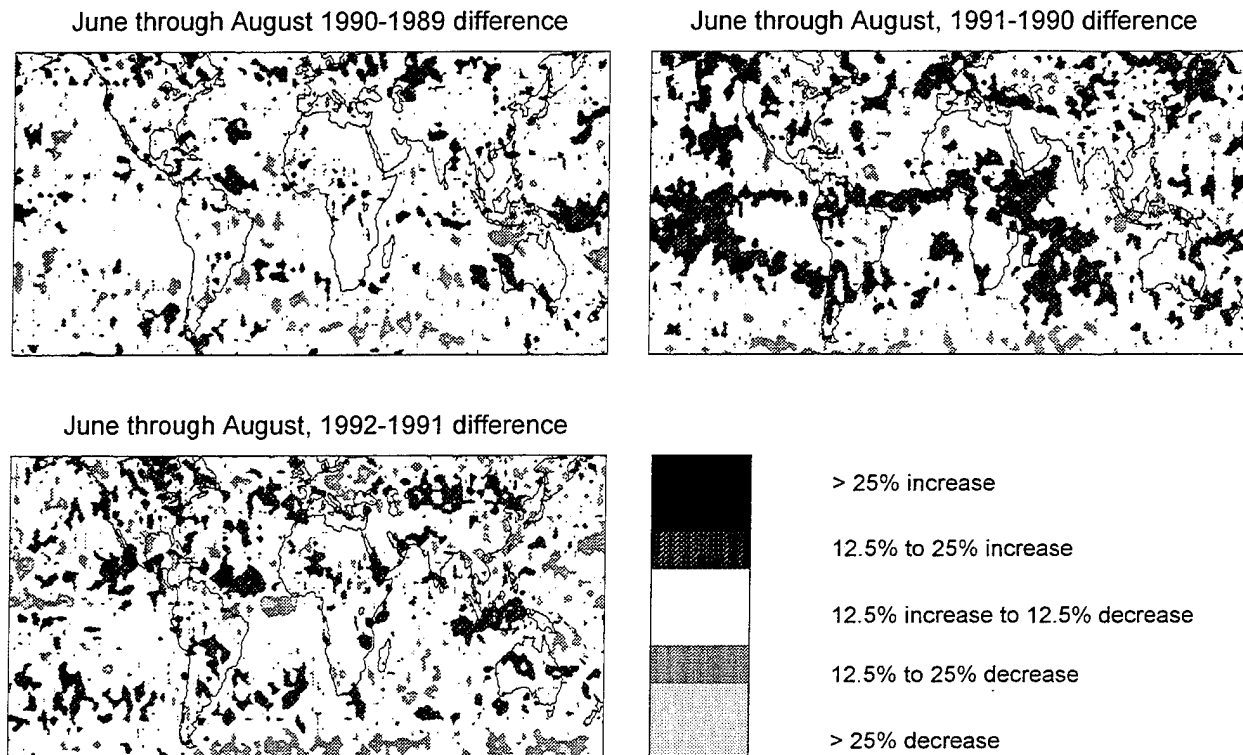 June through August 1990-1989 difference
June through August, 1991-1990 difference
June through August, 1992-1991 difference
> 25% increase
12.5% to 25% increase
12.5% increase to 12.5% decrease
12.5% to 25% decrease
> 25% decrease